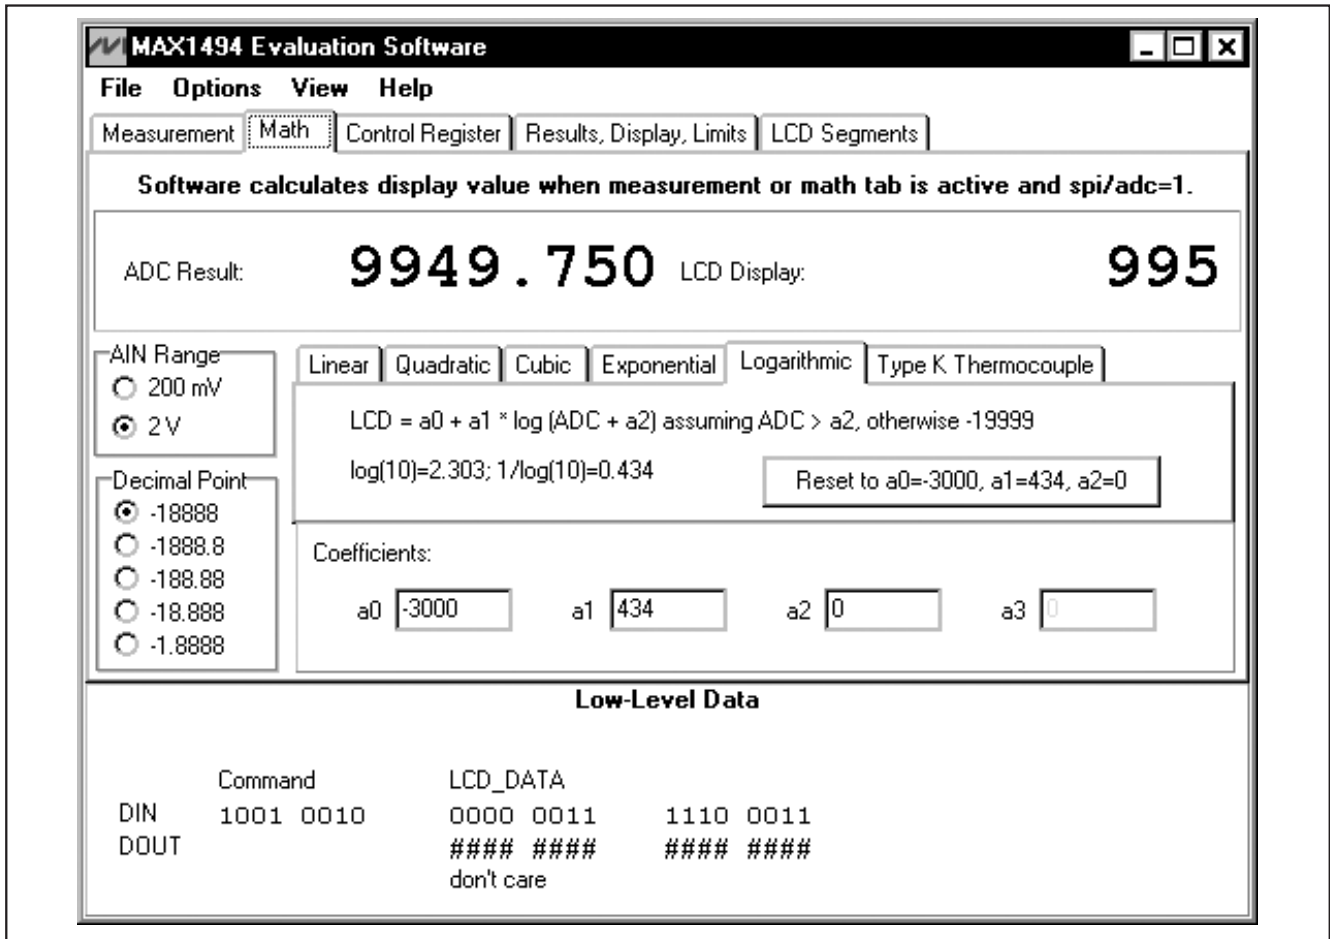 MAX1494 Evaluation Software
File Options View Help
Measurement Math Control Register Results, Display, Limits LCD Segments
Software calculates display value when measurement or math tab is active and spi/adc=1.
ADC Result: 9949.750 LCD Display: 995
AIN Range
200 mV
2 V
Decimal Point
-18888
-1888.8
-188.88
-18.888
-1.8888
Linear Quadratic Cubic Exponential Logarithmic Type K Thermocouple
LCD = a0 + a1 * log (ADC + a2) assuming ADC > a2, otherwise -19999
log(10)=2.303; 1/log(10)=0.434 Reset to a0=-3000, a1=434, a2=0
Coefficients:
a0 -3000 a1 434 a2 0 a3 0
Low-Level Data
Command LCD_DATA
DIN 1001 0010 0000 0011 1110 0011
DOUT #### #### #### ####
don't care